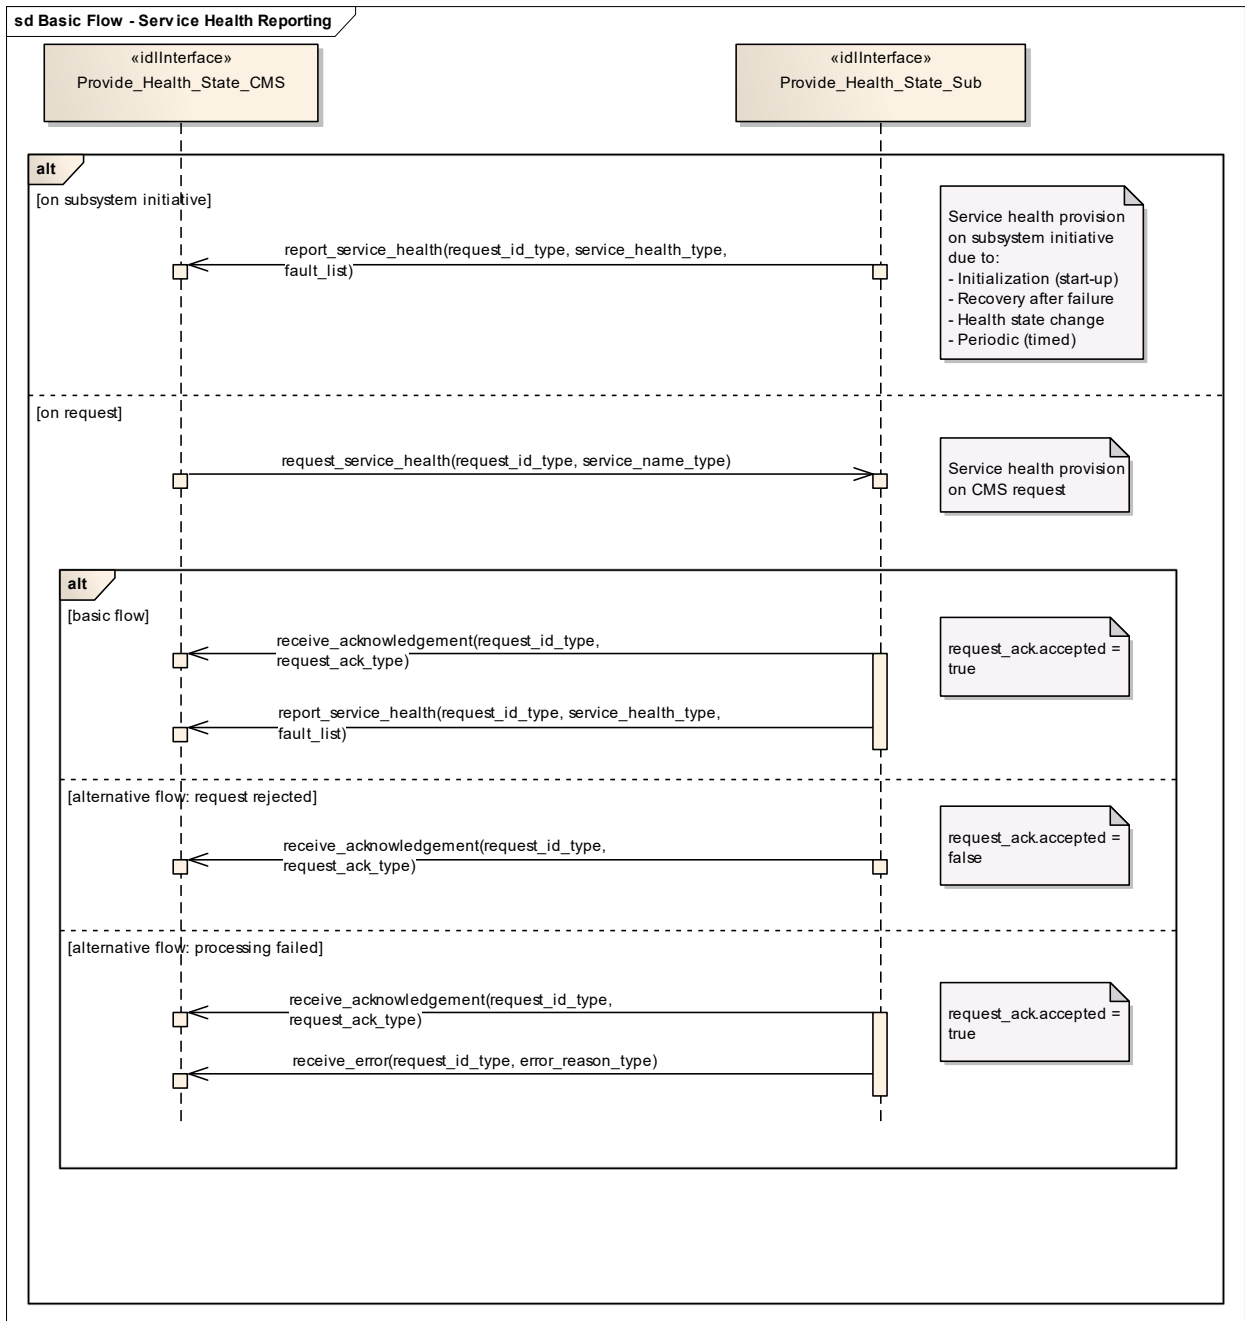 sd Basic Flow - Service Health Reporting
«idlInterface»
Provide_Health_State_CMS
«idlInterface»
Provide_Health_State_Sub
alt
[on subsystem initiative]
Service health provision
on subsystem initiative
due to:
- Initialization (start-up)
- Recovery after failure
- Health state change
- Periodic (timed)
report_service_health(request_id_type, service_health_type,
fault_list)
[on request]
request_service_health(request_id_type, service_name_type)
Service health provision
on CMS request
alt
[basic flow]
receive_acknowledgement(request_id_type,
request_ack_type)
request_ack.accepted =
true
report_service_health(request_id_type, service_health_type,
fault_list)
[alternative flow: request rejected]
receive_acknowledgement(request_id_type,
request_ack_type)
request_ack.accepted =
false
[alternative flow: processing failed]
receive_acknowledgement(request_id_type,
request_ack_type)
request_ack.accepted =
true
receive_error(request_id_type, error_reason_type)